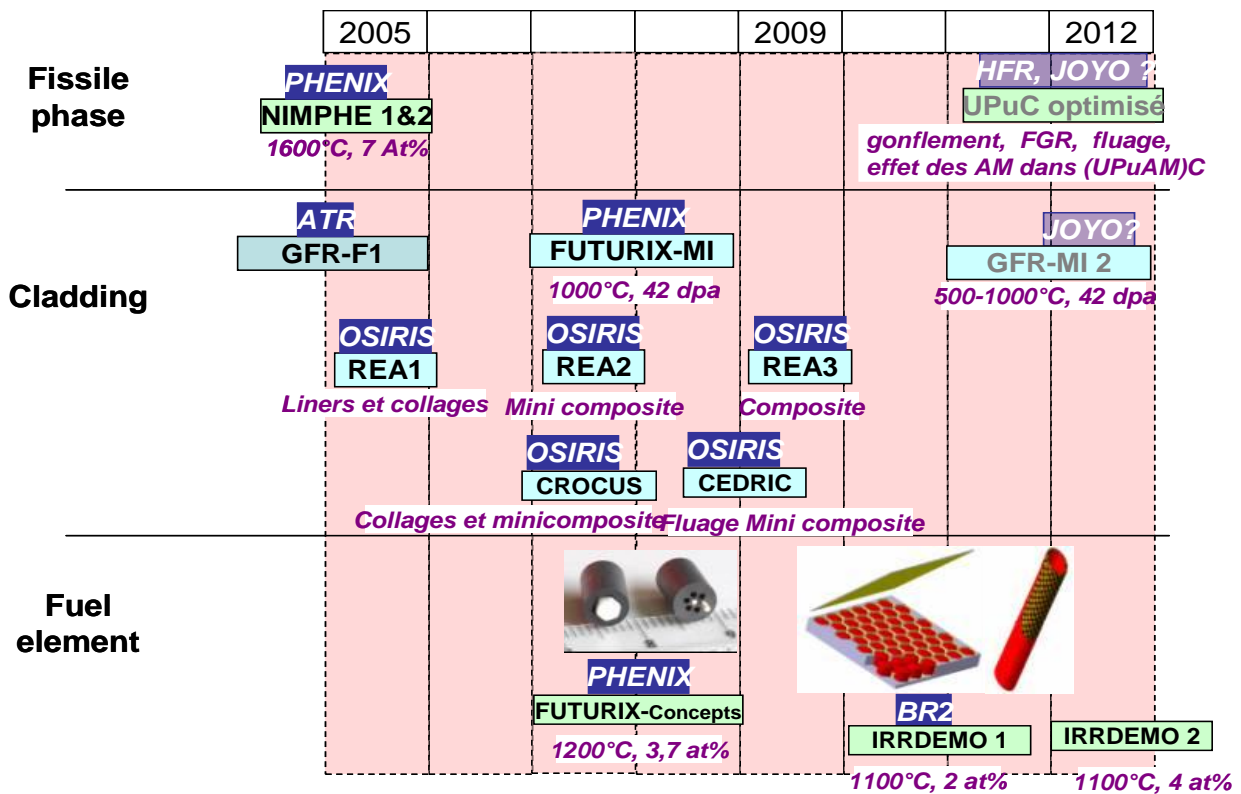 2005
2009
2012
Fissile
phase
PHENIX
NIMPHE 1&2
1600°C, 7 At%
HFR, JOYO ?
UPuC optimisé
gonflement, FGR, fluage,
effet des AM dans (UPuAM)C
Cladding
ATR
GFR-F1
PHENIX
FUTURIX-MI
1000°C, 42 dpa
JOYO?
GFR-MI 2
500-1000°C, 42 dpa
OSIRIS
REA1
Liners et collages
OSIRIS
REA2
Mini composite
OSIRIS
REA3
Composite
OSIRIS
CROCUS
Collages et minicomposite
OSIRIS
CEDRIC
Fluage Mini composite
Fuel
element
PHENIX
FUTURIX-Concepts
1200°C, 3,7 at%
BR2
IRRDEMO 1
1100°C, 2 at%
IRRDEMO 2
1100°C, 4 at%